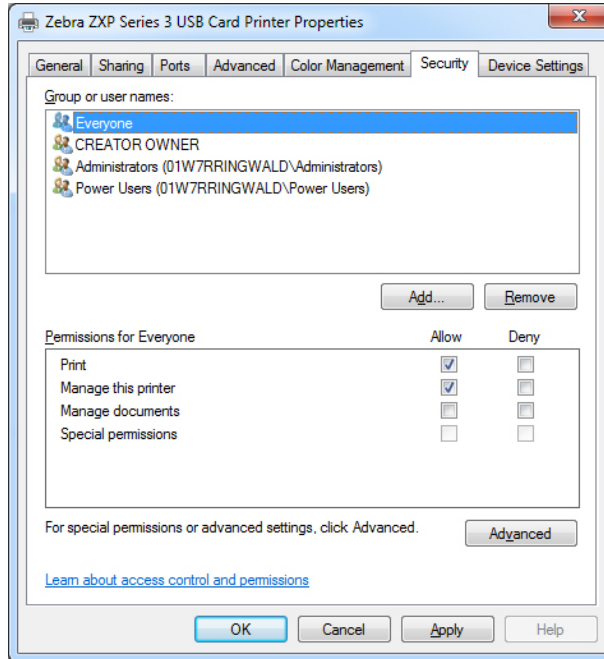 Zebra ZXP Series 3 USB Card Printer Properties
General Sharing Ports Advanced Color Management Security Device Settings
Group or user names:
Everyone
CREATOR OWNER
Administrators (01W7RRINGWALD\Administrators)
Power Users (01W7RRINGWALD\Power Users)
Add... Remove
Permissions for Everyone Allow Deny
Print
Manage this printer
Manage documents
Special permissions
For special permissions or advanced settings, click Advanced.
Advanced
Learn about access control and permissions
OK Cancel Apply Help